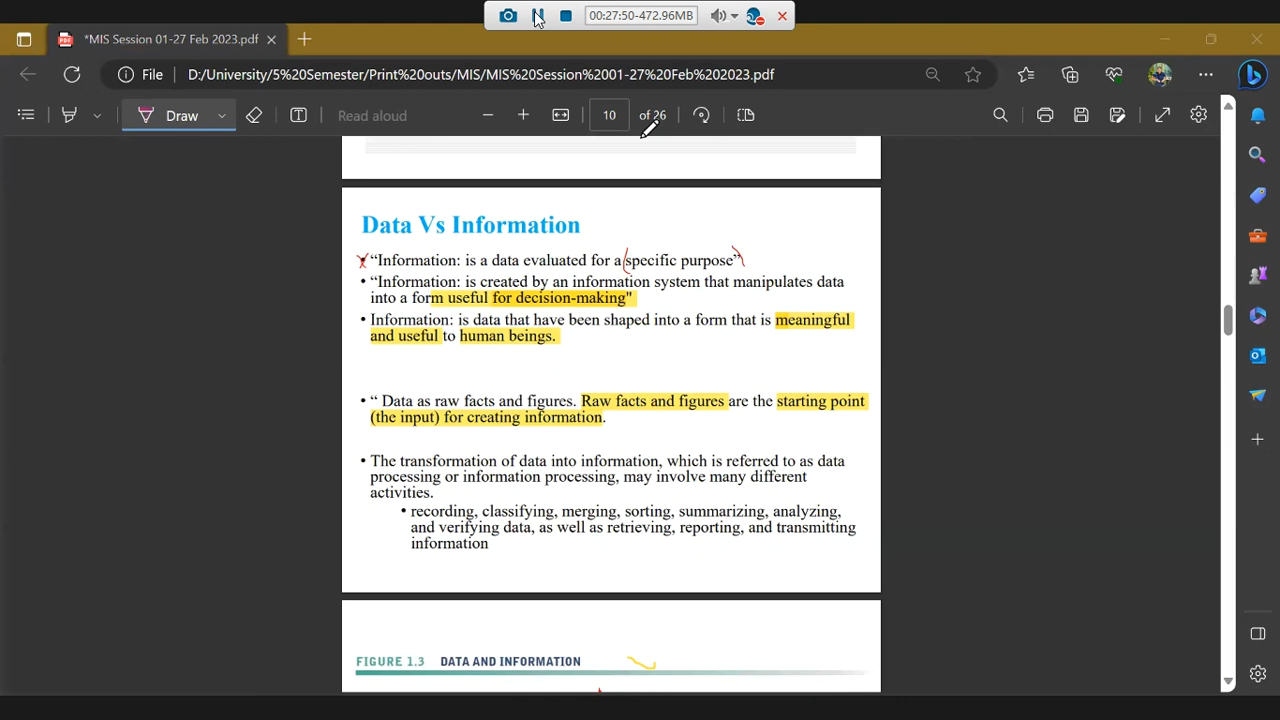 00:27:50-472.96MB
*MIS Session 01-27 Feb 2023.pdf
File D:/University/5%20Semester/Print%20outs/MIS/MIS%20Session%2001-27%20Feb%202023.pdf
Draw Read aloud 10 of 26
Data Vs Information
• “Information: is a data evaluated for a specific purpose”
• “Information: is created by an information system that manipulates data
into a form useful for decision-making"
• Information: is data that have been shaped into a form that is meaningful
and useful to human beings.
• “ Data as raw facts and figures. Raw facts and figures are the starting point
(the input) for creating information.
• The transformation of data into information, which is referred to as data
processing or information processing, may involve many different
activities.
• recording, classifying, merging, sorting, summarizing, analyzing,
and verifying data, as well as retrieving, reporting, and transmitting
information
FIGURE 1.3 DATA AND INFORMATION